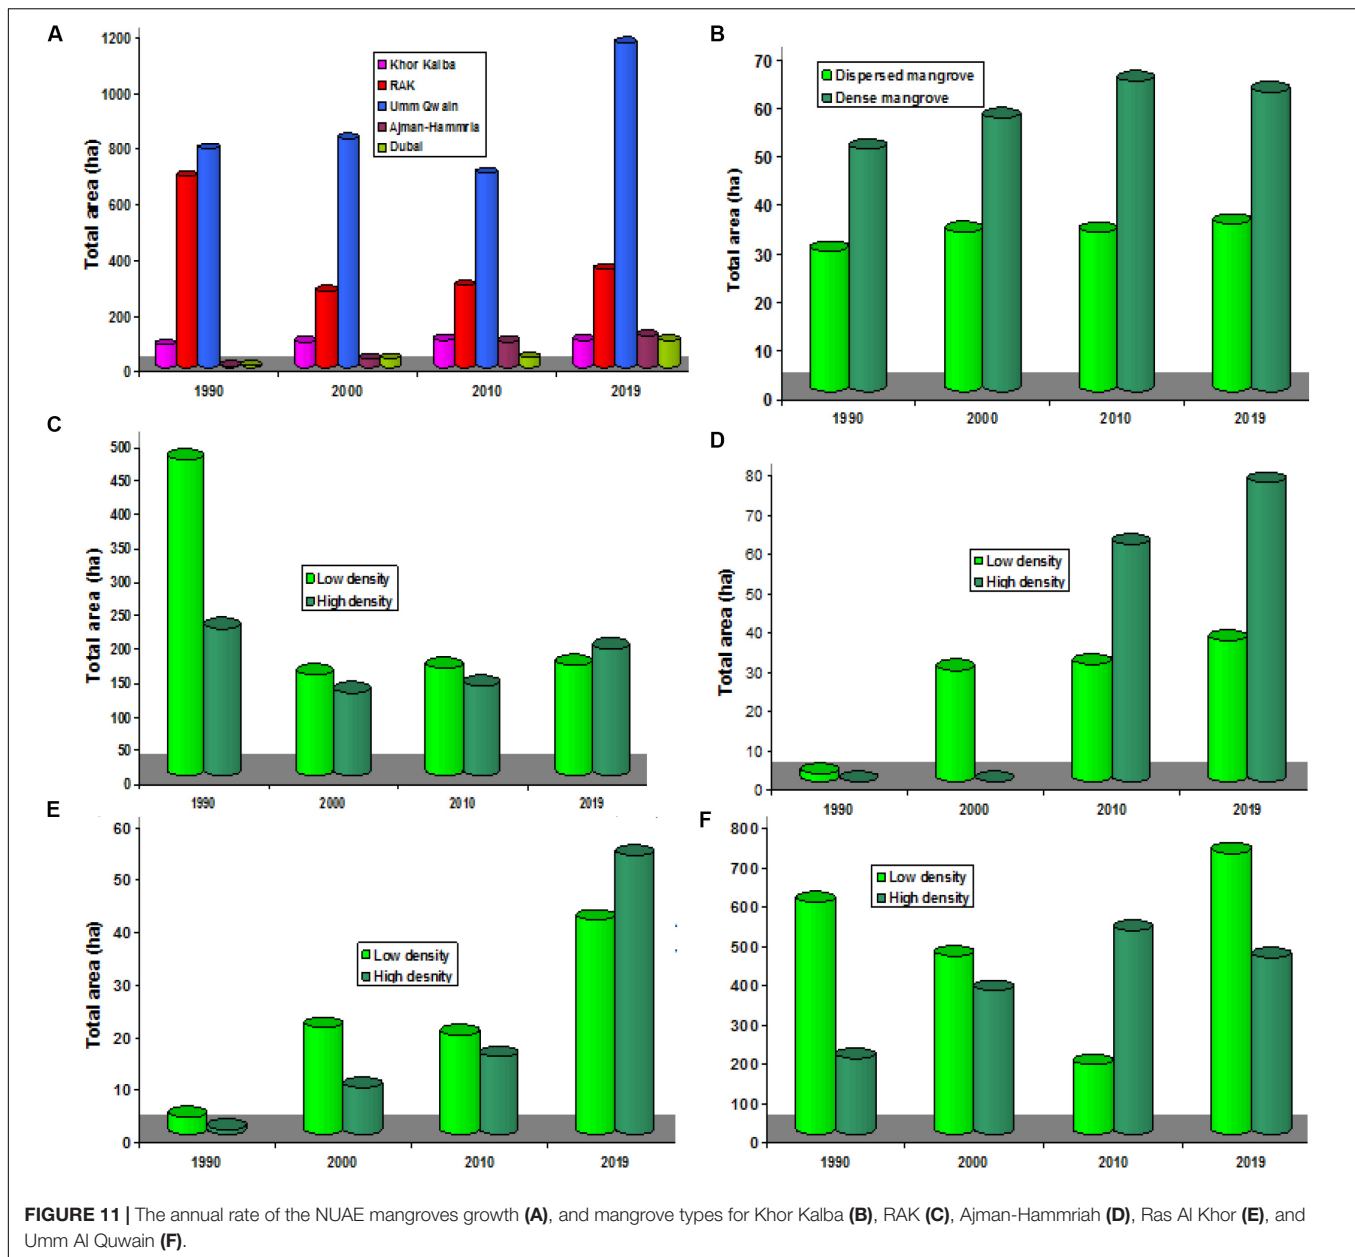 A
1200
1000
800
600
400
200
0
Total area (ha)
Khor Kalba
RAK
Umm Qwain
Ajman-Hammria
Dubai
1990 2000 2010 2019
B
70
60
50
40
30
20
10
0
Total area (ha)
Dispersed mangrove
Dense mangrove
1990 2000 2010 2019
C
500
450
400
350
300
250
200
150
100
50
0
Total area (ha)
Low density
High density
1990 2000 2010 2019
D
80
70
60
50
40
30
20
10
0
Total area (ha)
Low density
High density
1990 2000 2010 2019
E
60
50
40
30
20
10
0
Total area (ha)
Low density
High desnity
1990 2000 2010 2019
F
800
700
600
500
400
300
200
100
0
Total area (ha)
Low density
High density
1990 2000 2010 2019
FIGURE 11 | The annual rate of the NUAE mangroves growth (A), and mangrove types for Khor Kalba (B), RAK (C), Ajman-Hammriah (D), Ras Al Khor (E), and
Umm Al Quwain (F).